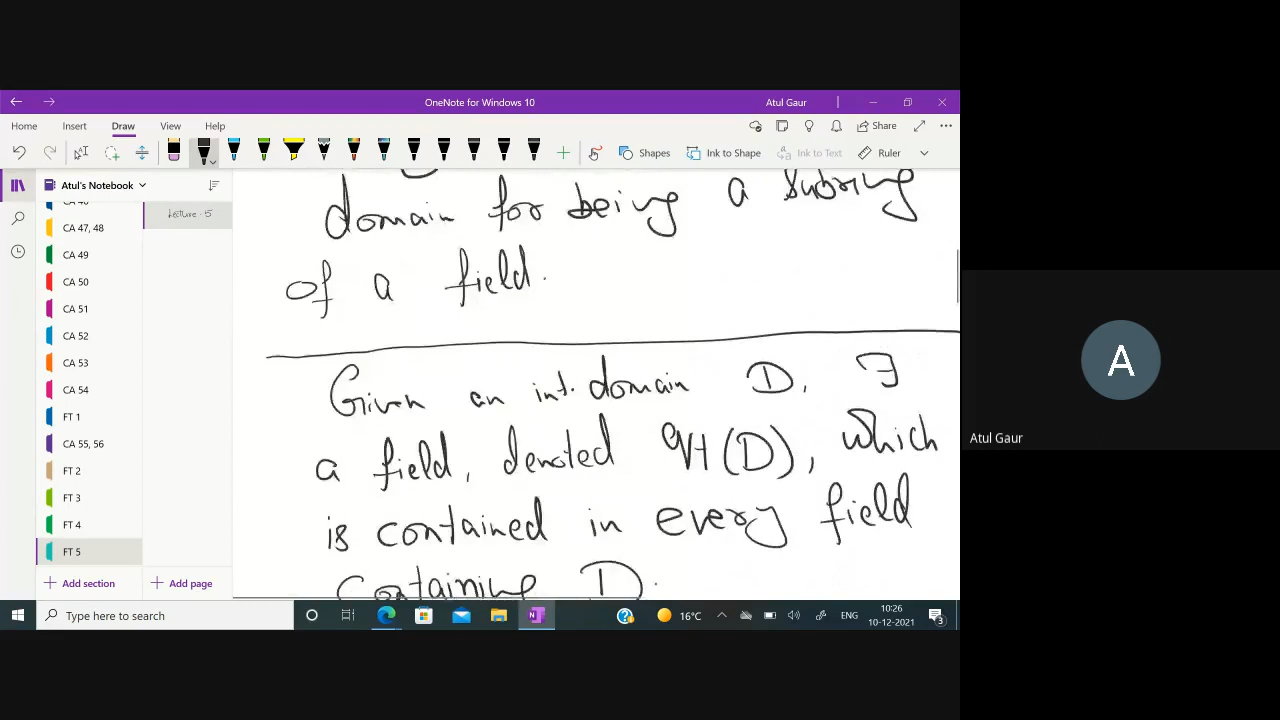 OneNote for Windows 10
Atul Gaur
Home Insert Draw View Help
Share
Shapes Ink to Shape Ink to Text Ruler
Atul's Notebook
Lecture - 5
CA 47, 48
CA 49
CA 50
CA 51
CA 52
CA 53
CA 54
FT 1
CA 55, 56
FT 2
FT 3
FT 4
FT 5
Add section Add page
domain for being a subring
of a field.
Given an int. domain D, ∃
a field, denoted qf(D), which
is contained in every field
containing D.
A
Atul Gaur
Type here to search
16°C
ENG
10:26
10-12-2021
3